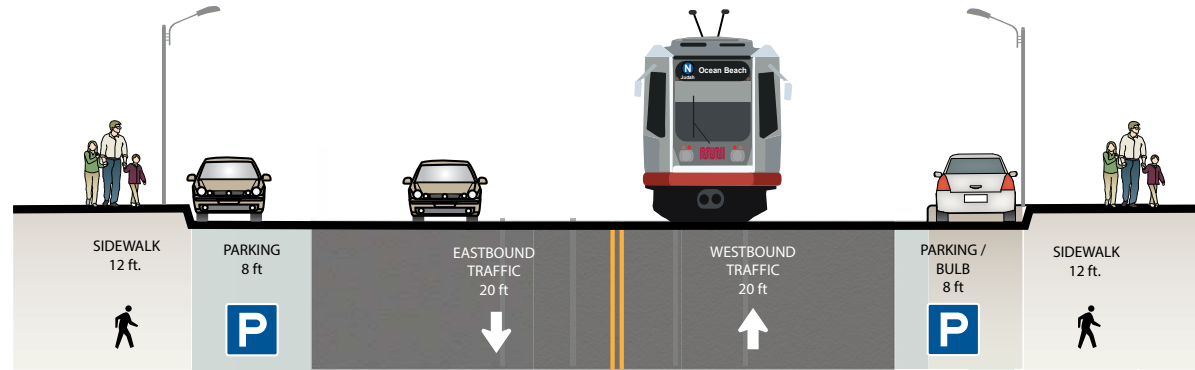 N
Judah
Ocean Beach
SIDEWALK
12 ft.
PARKING
8 ft
EASTBOUND
TRAFFIC
20 ft
WESTBOUND
TRAFFIC
20 ft
PARKING /
BULB
8 ft
SIDEWALK
12 ft.
P
P